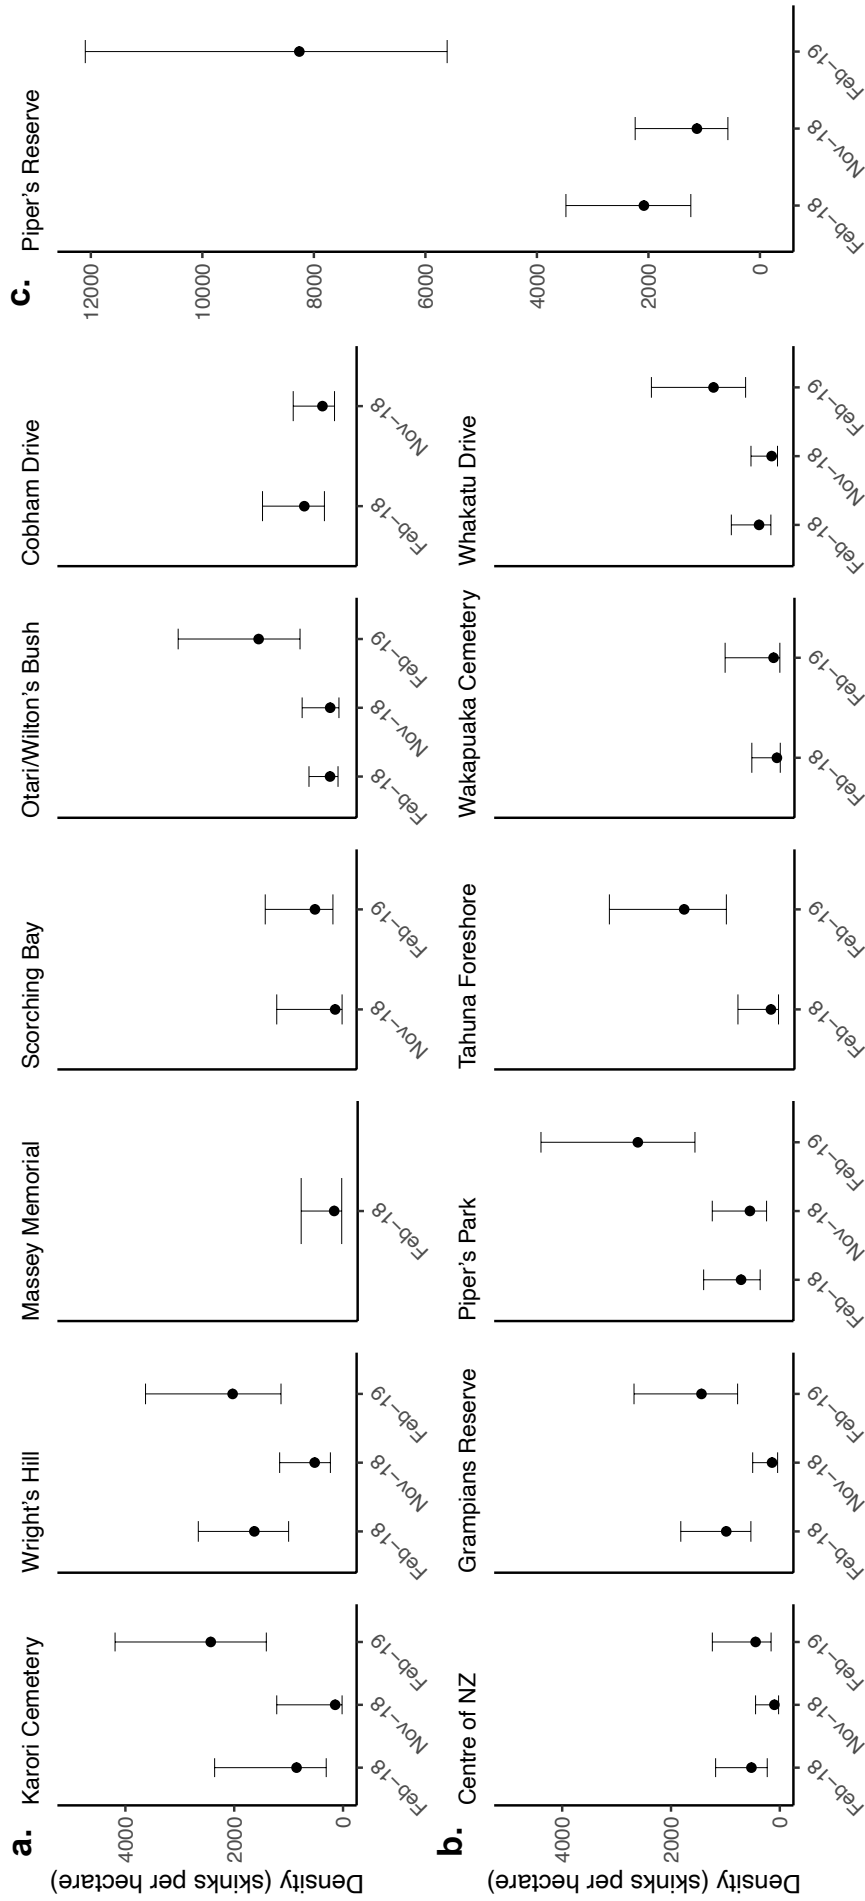 a.
Karori Cemetery
Wright's Hill
Massey Memorial
Scorching Bay
Otari/Wilton's Bush
Cobham Drive
Density (skinks per hectare)
4000
2000
0
Feb−18
Nov−18
Feb−19
Feb−18
Nov−18
Feb−19
Feb−18
Nov−18
Feb−19
Feb−18
Nov−18
Feb−19
Feb−18
Nov−18
b.
Centre of NZ
Grampians Reserve
Piper's Park
Tahuna Foreshore
Wakapuaka Cemetery
Whakatu Drive
Density (skinks per hectare)
4000
2000
0
Feb−18
Nov−18
Feb−19
Feb−18
Nov−18
Feb−19
Feb−18
Nov−18
Feb−19
Feb−18
Feb−19
Feb−18
Feb−19
Feb−18
Nov−18
Feb−19
c.
Piper's Reserve
12000
10000
8000
6000
4000
2000
0
Feb−18
Nov−18
Feb−19